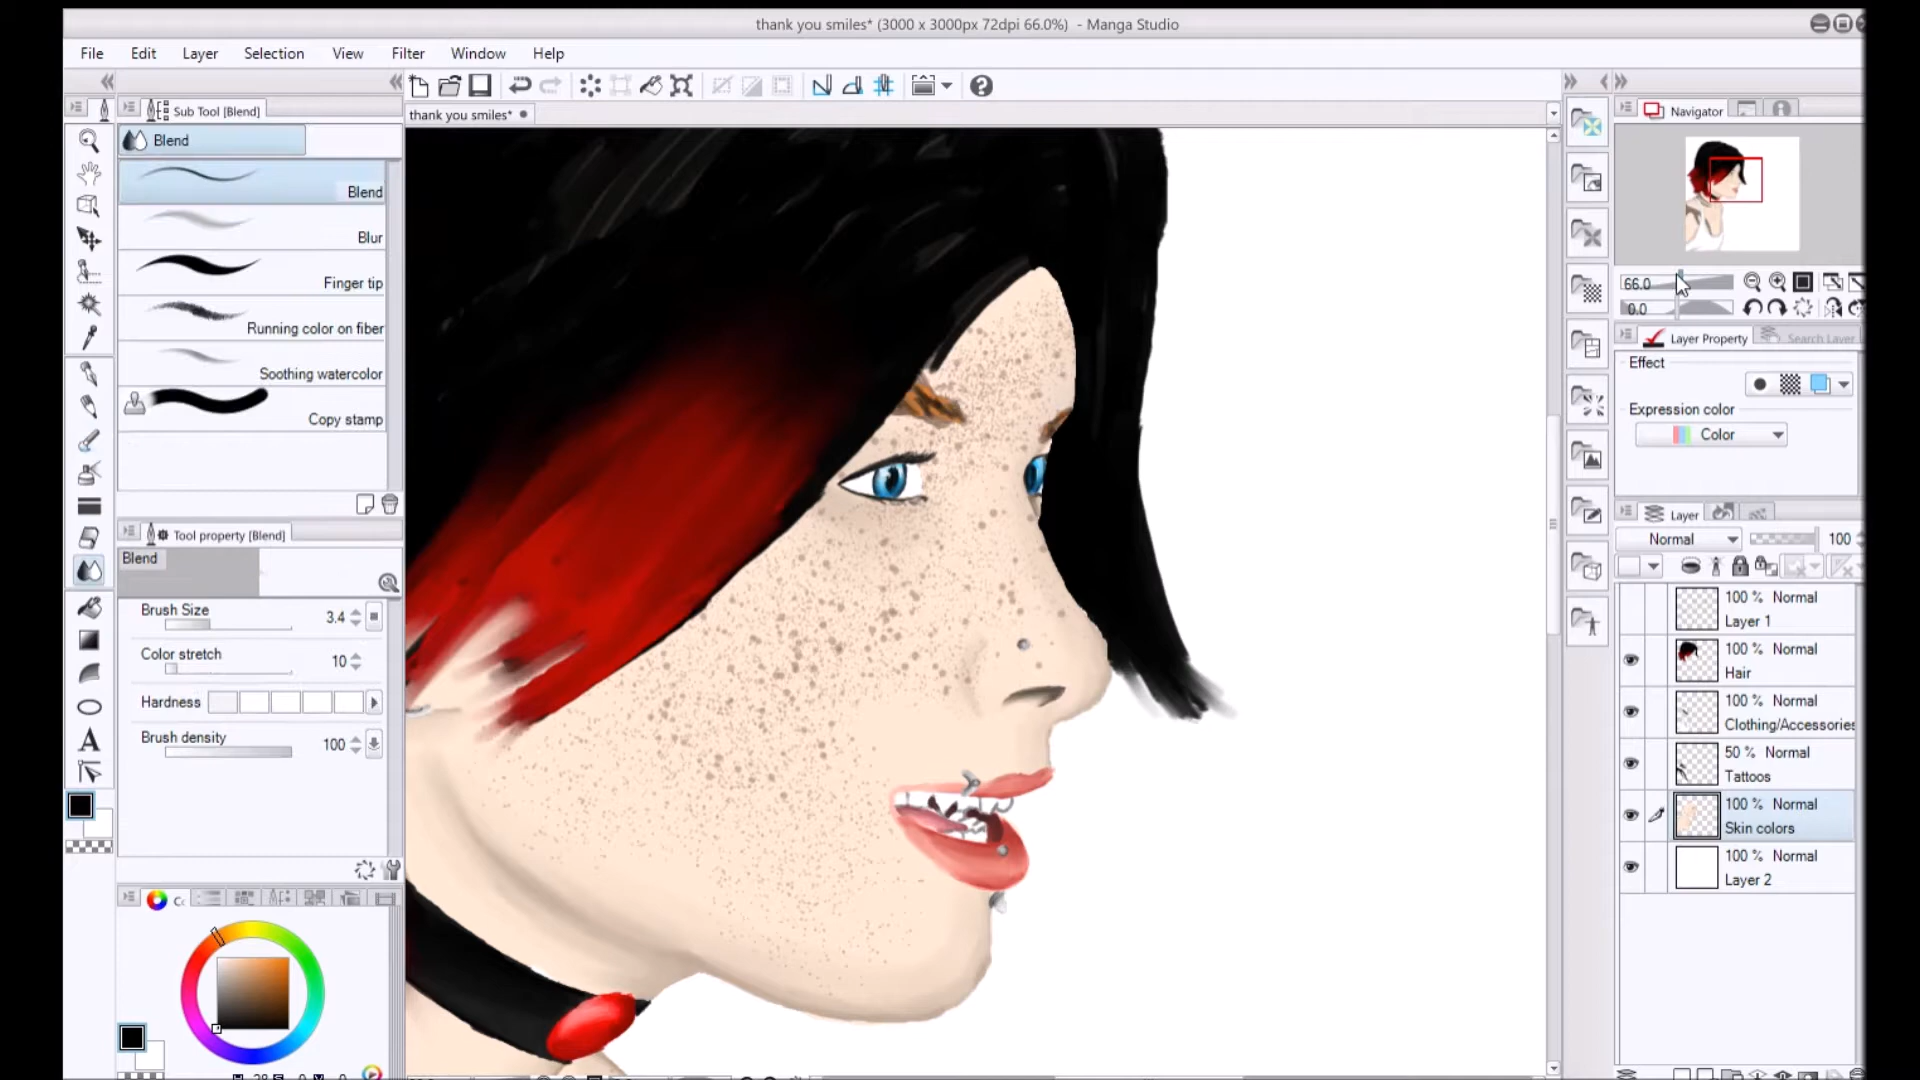 thank you smiles* (3000 x 3000px 72dpi 66.0%) - Manga Studio
File Edit Layer Selection View Filter Window Help
Sub Tool [Blend]
Blend
Blend
Blur
Finger tip
Running color on fiber
Soothing watercolor
Copy stamp
Tool property [Blend]
Blend
Brush Size 3.4
Color stretch 10
Hardness
Brush density 100
thank you smiles*
Navigator
66.0
0.0
Layer Property Search Layer
Effect
Expression color
Color
Layer
Normal 100
100 % Normal
Layer 1
100 % Normal
Hair
100 % Normal
Clothing/Accessories
50 % Normal
Tattoos
100 % Normal
Skin colors
100 % Normal
Layer 2